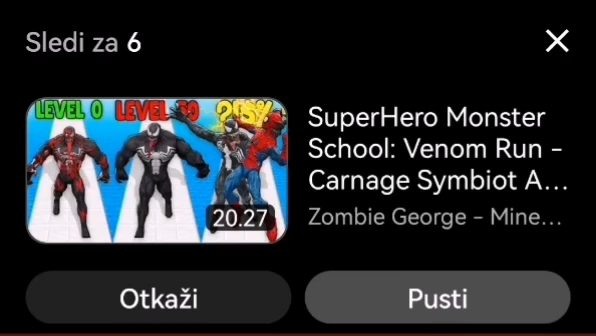 Sledi za 6
LEVEL 0
20.27
SuperHero Monster
School: Venom Run -
Carnage Symbiot A...
Zombie George - Mine...
Otkaži
Pusti